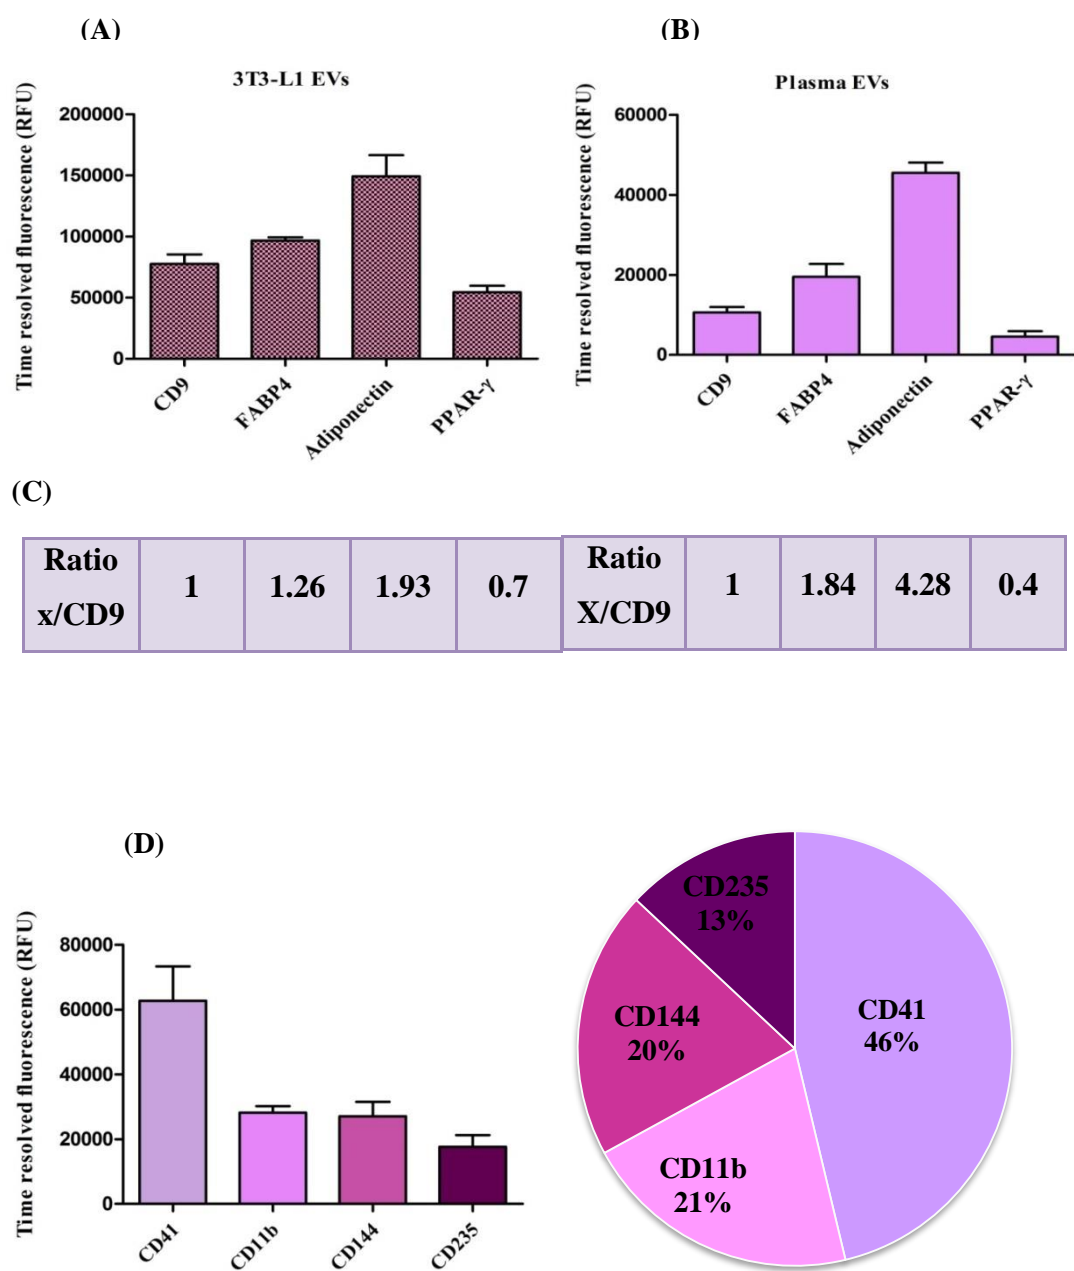 (A)
(B)
3T3-L1 EVs
Time resolved fluorescence (RFU)
200000
150000
100000
50000
0
CD9
FABP4
Adiponectin
PPAR-γ
Plasma EVs
Time resolved fluorescence (RFU)
60000
40000
20000
0
CD9
FABP4
Adiponectin
PPAR-γ
(C)
Ratio x/CD9 1 1.26 1.93 0.7 Ratio X/CD9 1 1.84 4.28 0.4
(D)
Time resolved fluorescence (RFU)
80000
60000
40000
20000
0
CD41
CD11b
CD144
CD235
CD235
13%
CD41
46%
CD144
20%
CD11b
21%